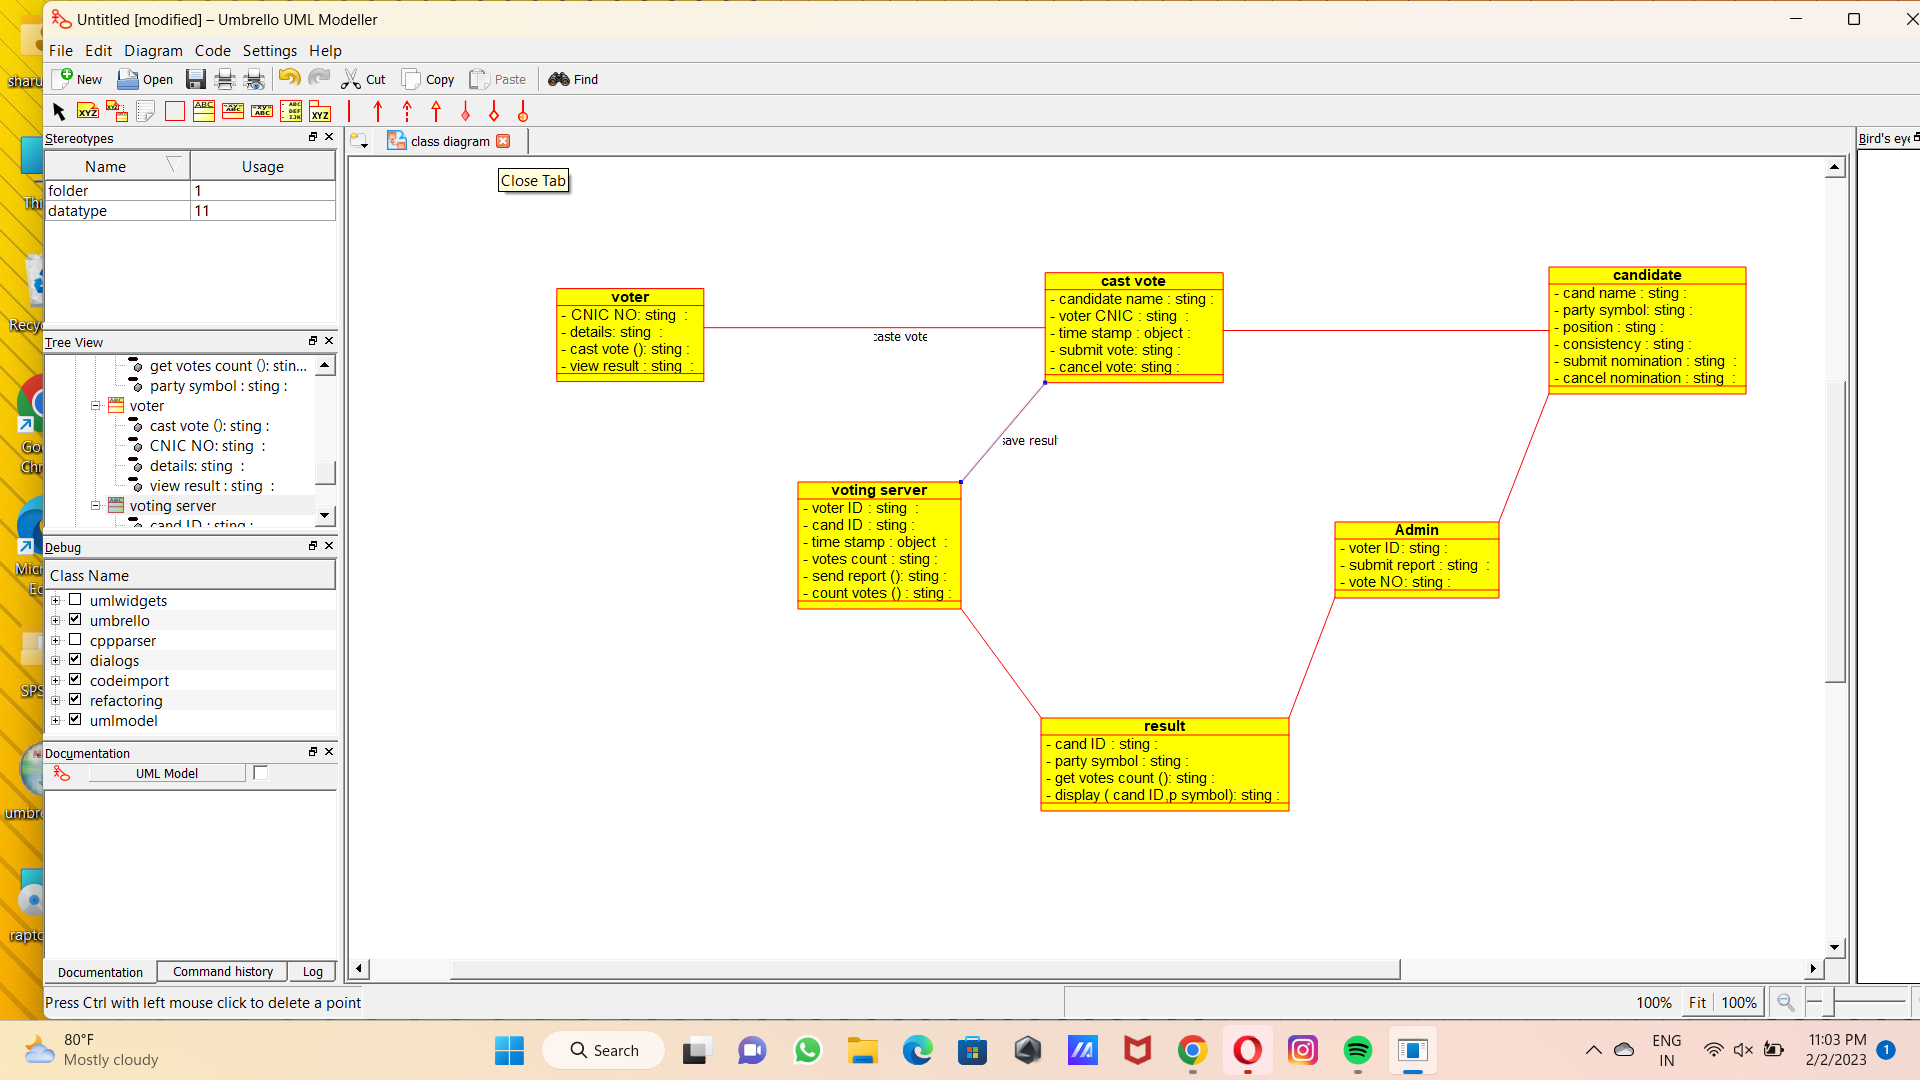 Untitled [modified] – Umbrello UML Modeller
File Edit Diagram Code Settings Help
New Open Cut Copy Paste Find
Stereotypes
Name Usage
folder 1
datatype 11
Tree View
get votes count (): stin...
party symbol : sting :
voter
cast vote (): sting :
CNIC NO: sting :
details: sting :
view result : sting :
voting server
cand ID : sting :
Debug
Class Name
umlwidgets
umbrello
cppparser
dialogs
codeimport
refactoring
umlmodel
Documentation
UML Model
Documentation Command history Log
Press Ctrl with left mouse click to delete a point
class diagram
Close Tab
Bird's eye
voter
- CNIC NO: sting :
- details: sting :
- cast vote (): sting :
- view result : sting :
caste vote
cast vote
- candidate name : sting :
- voter CNIC : sting :
- time stamp : object :
- submit vote: sting :
- cancel vote: sting :
candidate
- cand name : sting :
- party symbol: sting :
- position : sting :
- consistency : sting :
- submit nomination : sting :
- cancel nomination : sting :
save result
voting server
- voter ID : sting :
- cand ID : sting :
- time stamp : object :
- votes count : sting :
- send report (): sting :
- count votes () : sting :
Admin
- voter ID: sting :
- submit report : sting :
- vote NO: sting :
result
- cand ID : sting :
- party symbol : sting :
- get votes count (): sting :
- display ( cand ID,p symbol): sting :
100% Fit 100%
80°F
Mostly cloudy
Search
ENG
IN
11:03 PM
2/2/2023
1